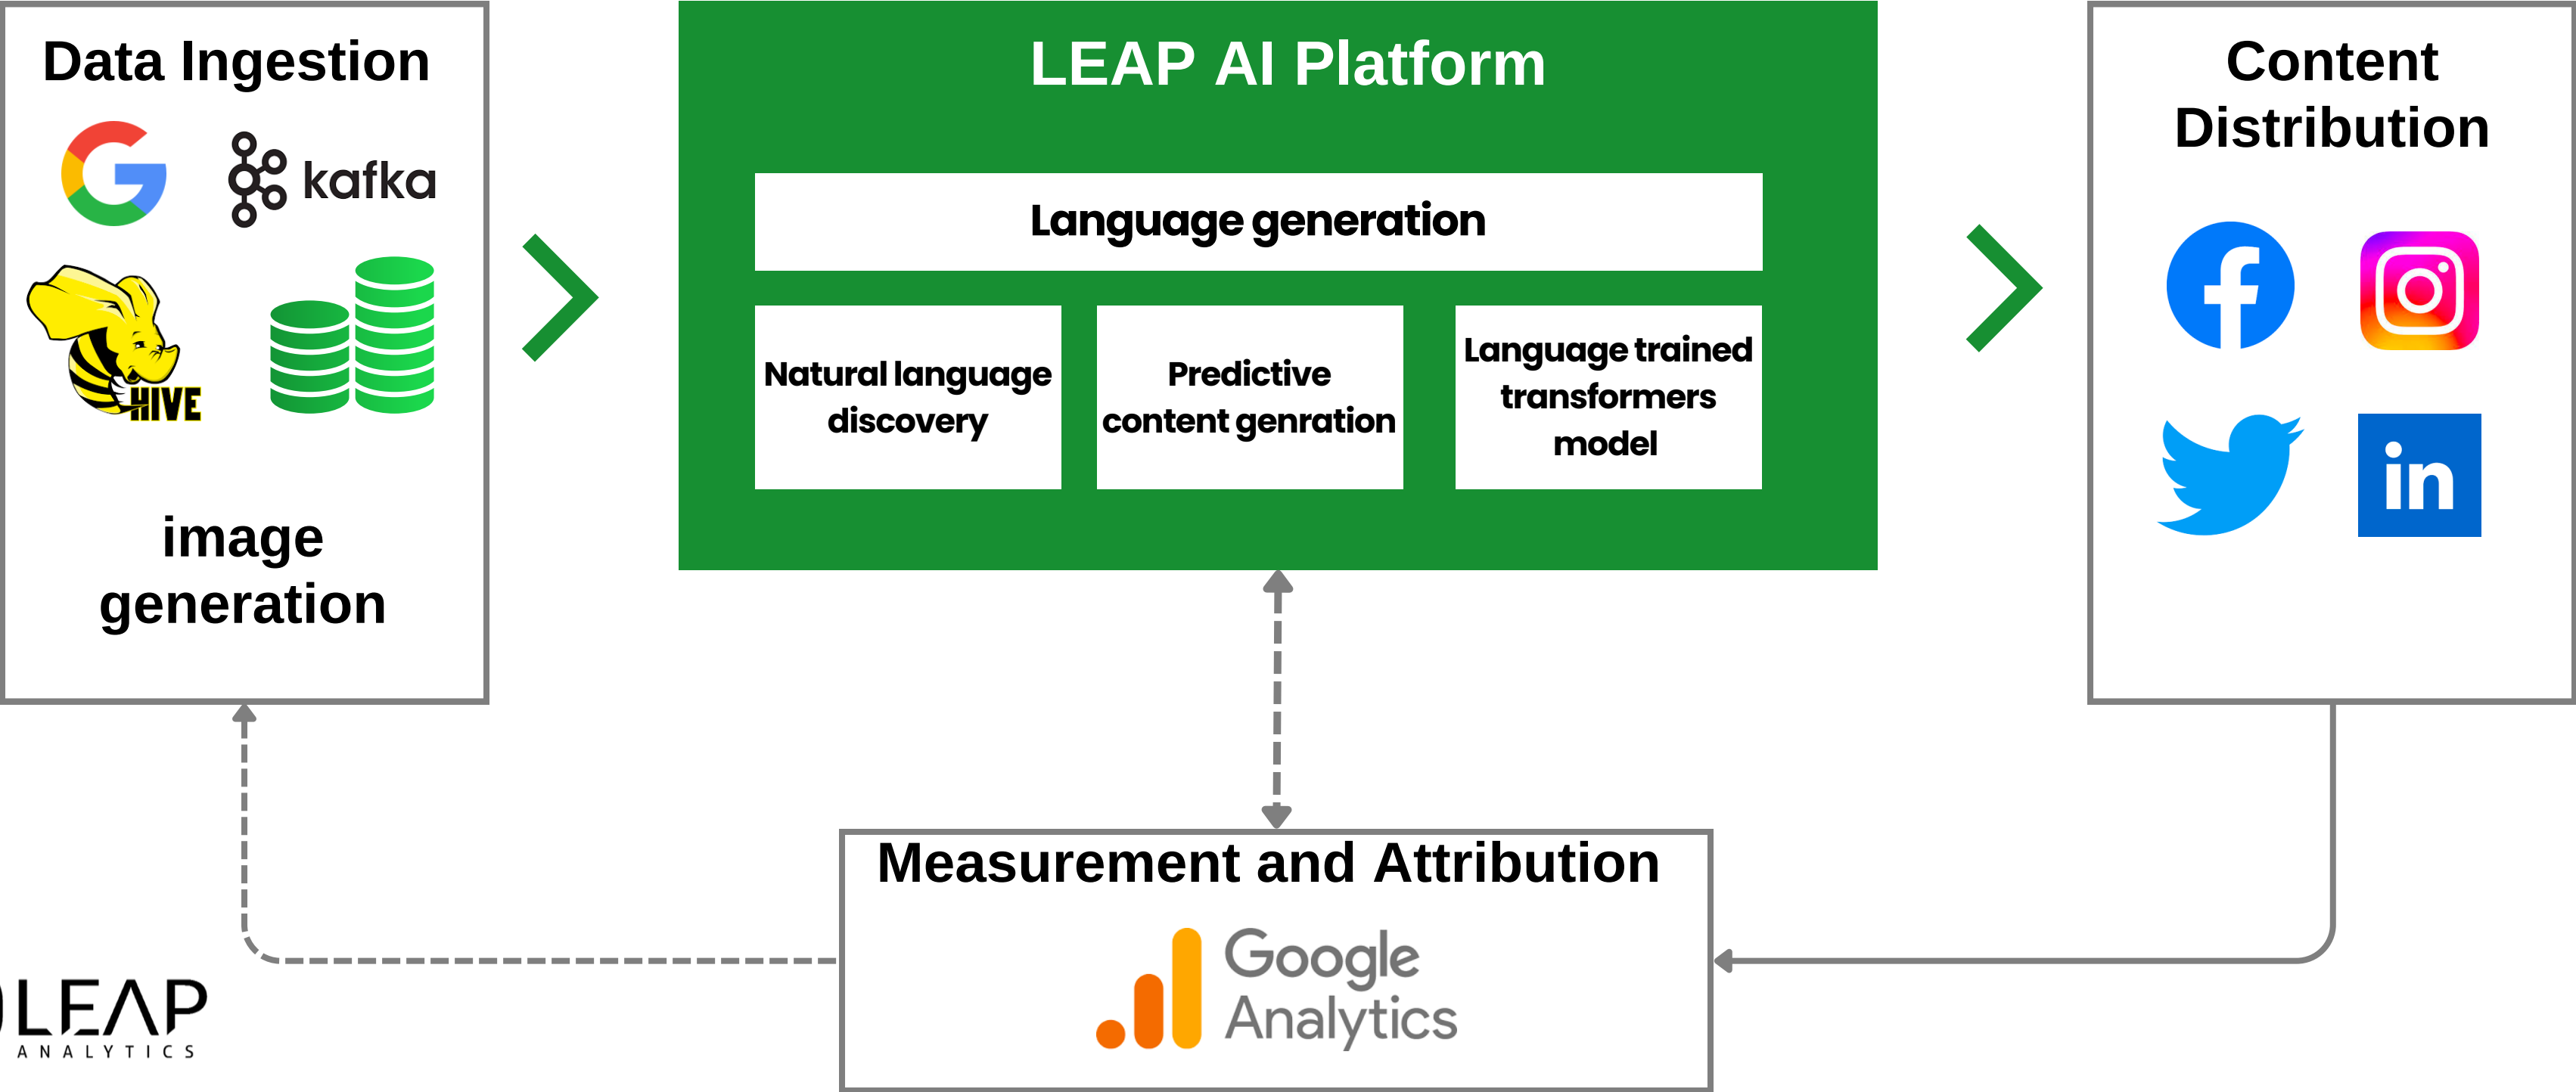 Data Ingestion
kafka
HIVE
image
generation
LEAP AI Platform
Language generation
Natural language
discovery
Predictive
content genration
Language trained
transformers
model
Content
Distribution
in
Measurement and Attribution
Google
Analytics
LEAP
ANALYTICS